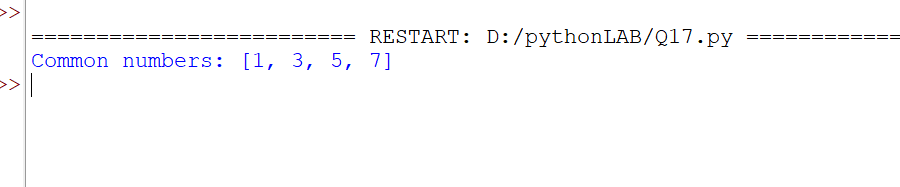 >>
========================= RESTART: D:/pythonLAB/Q17.py ============
Common numbers: [1, 3, 5, 7]
>>